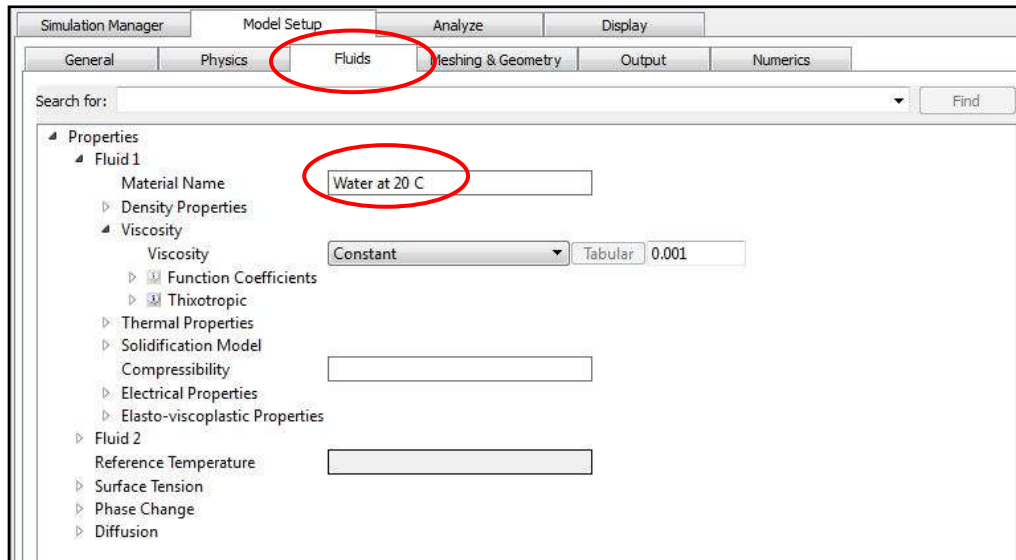 Simulation Manager Model Setup Analyze Display
General Physics Fluids Meshing & Geometry Output Numerics
Search for: Find
Properties
Fluid 1
Material Name Water at 20 C
Density Properties
Viscosity
Viscosity Constant Tabular 0.001
Function Coefficients
Thixotropic
Thermal Properties
Solidification Model
Compressibility
Electrical Properties
Elasto-viscoplastic Properties
Fluid 2
Reference Temperature
Surface Tension
Phase Change
Diffusion